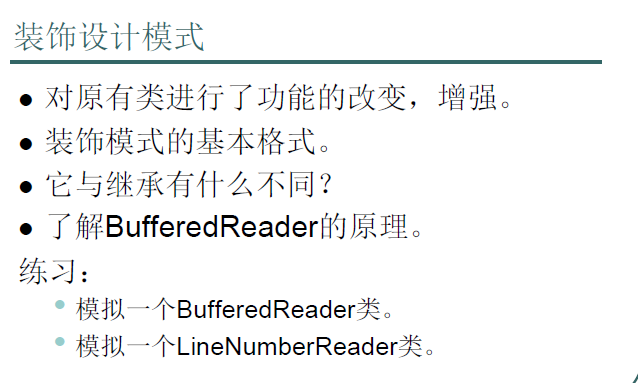 装饰设计模式
● 对原有类进行了功能的改变，增强。
● 装饰模式的基本格式。
● 它与继承有什么不同？
● 了解BufferedReader的原理。
练习：
• 模拟一个BufferedReader类。
• 模拟一个LineNumberReader类。